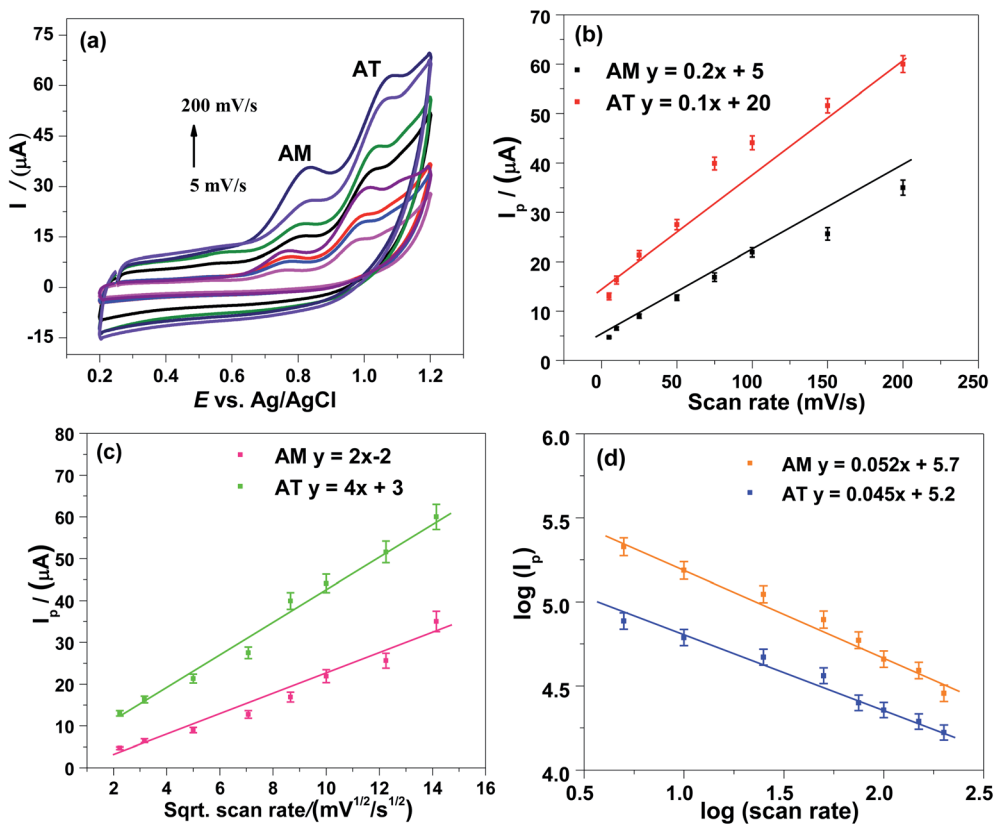 (a)
75
60
45
30
15
0
-15
I / (μA)
AT
AM
200 mV/s
5 mV/s
0.2 0.4 0.6 0.8 1.0 1.2
E vs. Ag/AgCl
(b)
70
60
50
40
30
20
10
0
Ip / (μA)
AM y = 0.2x + 5
AT y = 0.1x + 20
0 50 100 150 200 250
Scan rate (mV/s)
(c)
80
70
60
50
40
30
20
10
0
Ip / (μA)
AM y = 2x-2
AT y = 4x + 3
2 4 6 8 10 12 14 16
Sqrt. scan rate/(mV1/2/s1/2)
(d)
6.0
5.5
5.0
4.5
4.0
log (Ip)
AM y = 0.052x + 5.7
AT y = 0.045x + 5.2
0.5 1.0 1.5 2.0 2.5
log (scan rate)